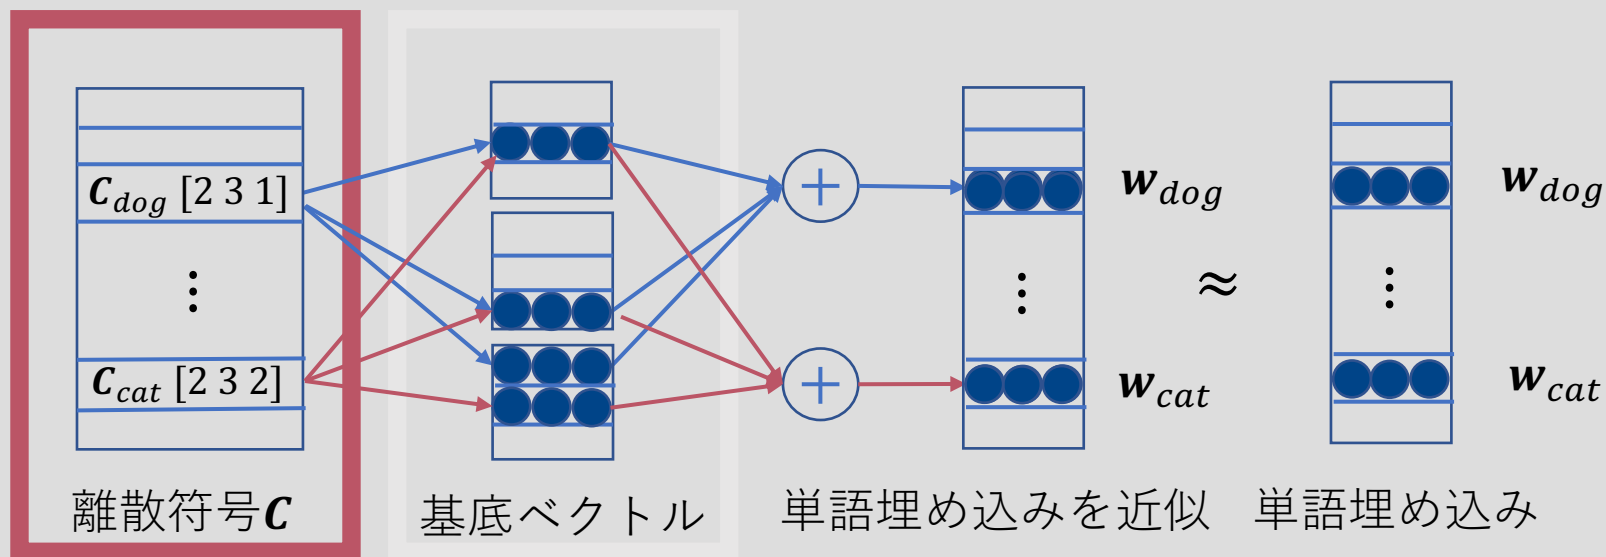 C_dog [2 3 1]
⋮
C_cat [2 3 2]
離散符号C
基底ベクトル
+
+
単語埋め込みを近似
w_dog
⋮
w_cat
≈
w_dog
⋮
w_cat
単語埋め込み